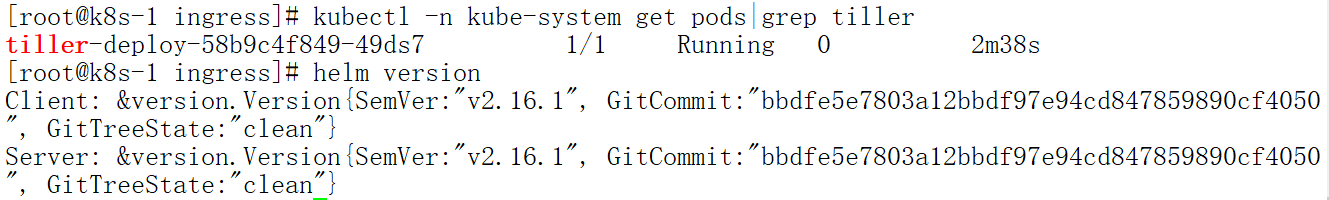 [root@k8s-1 ingress]# kubectl -n kube-system get pods|grep tiller
tiller-deploy-58b9c4f849-49ds7 1/1 Running 0 2m38s
[root@k8s-1 ingress]# helm version
Client: &version.Version{SemVer:"v2.16.1", GitCommit:"bbdfe5e7803a12bbdf97e94cd847859890cf4050
", GitTreeState:"clean"}
Server: &version.Version{SemVer:"v2.16.1", GitCommit:"bbdfe5e7803a12bbdf97e94cd847859890cf4050
", GitTreeState:"clean"}